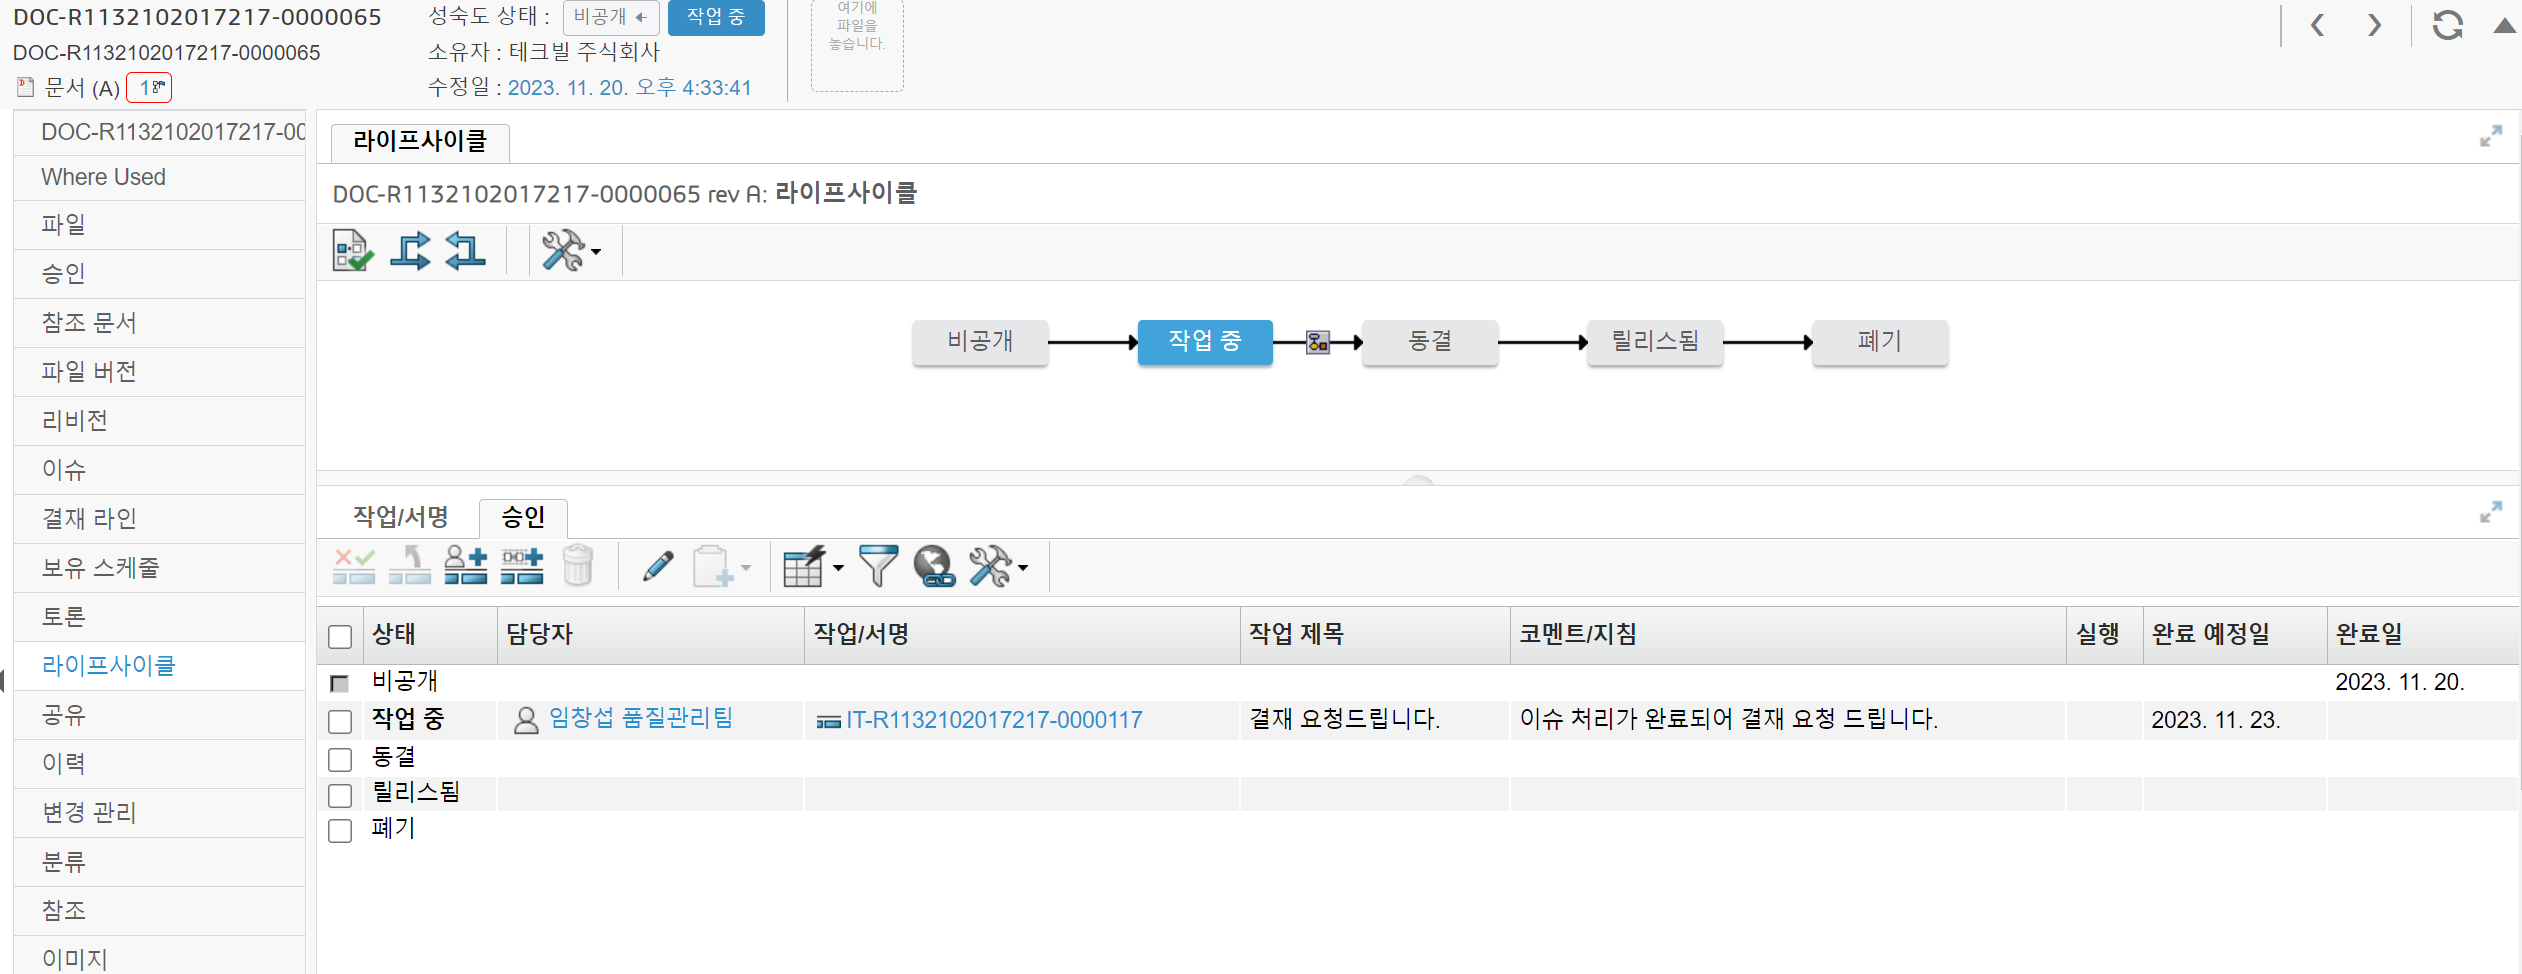 DOC-R1132102017217-0000065
DOC-R1132102017217-0000065
문서 (A) 1
성숙도 상태 : 비공개 작업 중
소유자 : 테크빌 주식회사
수정일 : 2023. 11. 20. 오후 4:33:41
여기에
파일을
놓습니다.
DOC-R1132102017217-00
Where Used
파일
승인
참조 문서
파일 버전
리비전
이슈
결재 라인
보유 스케줄
토론
라이프사이클
공유
이력
변경 관리
분류
참조
이미지
라이프사이클
DOC-R1132102017217-0000065 rev A: 라이프사이클
비공개 작업 중 동결 릴리스됨 폐기
작업/서명 승인
상태 담당자 작업/서명 작업 제목 코멘트/지침 실행 완료 예정일 완료일
비공개 2023. 11. 20.
작업 중 임창섭 품질관리팀 IT-R1132102017217-0000117 결재 요청드립니다. 이슈 처리가 완료되어 결재 요청 드립니다. 2023. 11. 23.
동결
릴리스됨
폐기